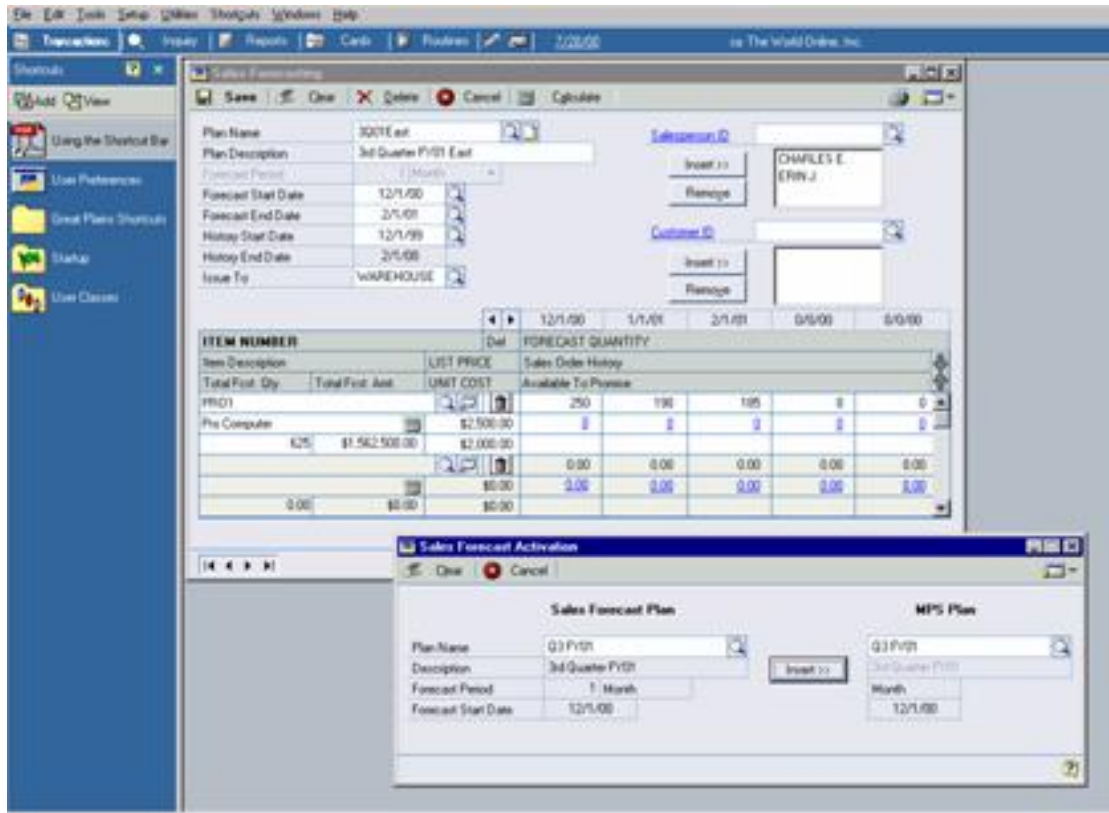 File Edit Tools Setup Utilities Shortcuts Windows Help
Transactions Inquiry Reports Cards Routines 7/28/00 The World Online, Inc.
Shortcuts
Add View
Using the Shortcut Bar
User Preferences
Great Plains Shortcuts
Startup
User Classes
Sales Forecasting
Save Clear Delete Cancel Calculate
Plan Name 3Q01East Salesperson ID
Plan Description 3rd Quarter FY01 East Insert >> CHARLES E.
Forecast Period 1 Month ERIN J.
Forecast Start Date 12/1/00 Remove
Forecast End Date 2/1/01
History Start Date 12/1/99 Customer ID
History End Date 2/1/00 Insert >>
Issue To WAREHOUSE Remove
12/1/00 1/1/01 2/1/01 0/0/00 0/0/00
ITEM NUMBER Del FORECAST QUANTITY
Item Description LIST PRICE Sales Order History
Total Fcst. Qty. Total Fcst. Amt. UNIT COST Available To Promise
PRO1 250 190 185 0 0
Pro Computer $2,500.00 0 0 0 0 0
625 $1,562,500.00 $2,000.00
0.00 0.00 0.00 0.00 0.00
$0.00 0.00 0.00 0.00 0.00 0.00
0.00 $0.00 $0.00
Sales Forecast Activation
Clear Cancel
Sales Forecast Plan MPS Plan
Plan Name Q3 FY01 Q3 FY01
Description 3rd Quarter FY01 Insert >> 3rd Quarter FY01
Forecast Period 1 Month Month
Forecast Start Date 12/1/00 12/1/00